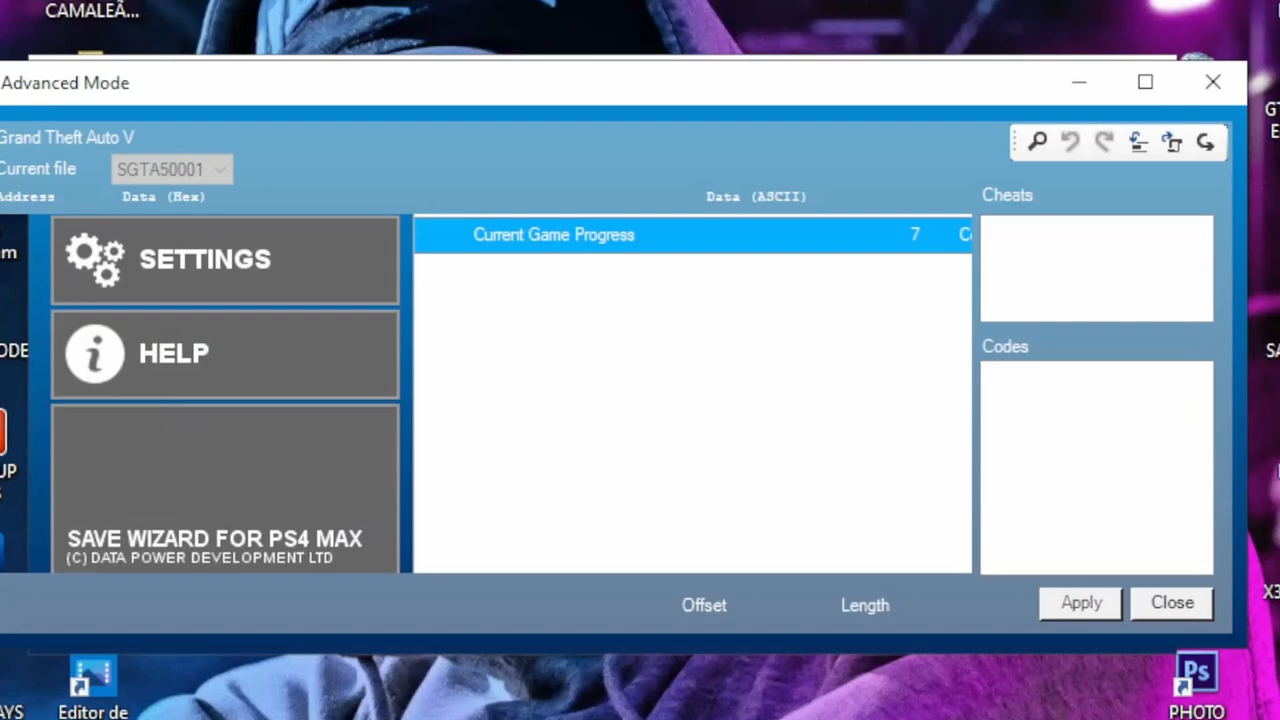 CAMALEÃ...
Advanced Mode
Grand Theft Auto V
Current file
SGTA50001
Address
Data (Hex)
Data (ASCII)
Cheats
SETTINGS
Current Game Progress
7
HELP
Codes
SAVE WIZARD FOR PS4 MAX
(C) DATA POWER DEVELOPMENT LTD
Offset
Length
Apply
Close
Ps
Editor de
PHOTO